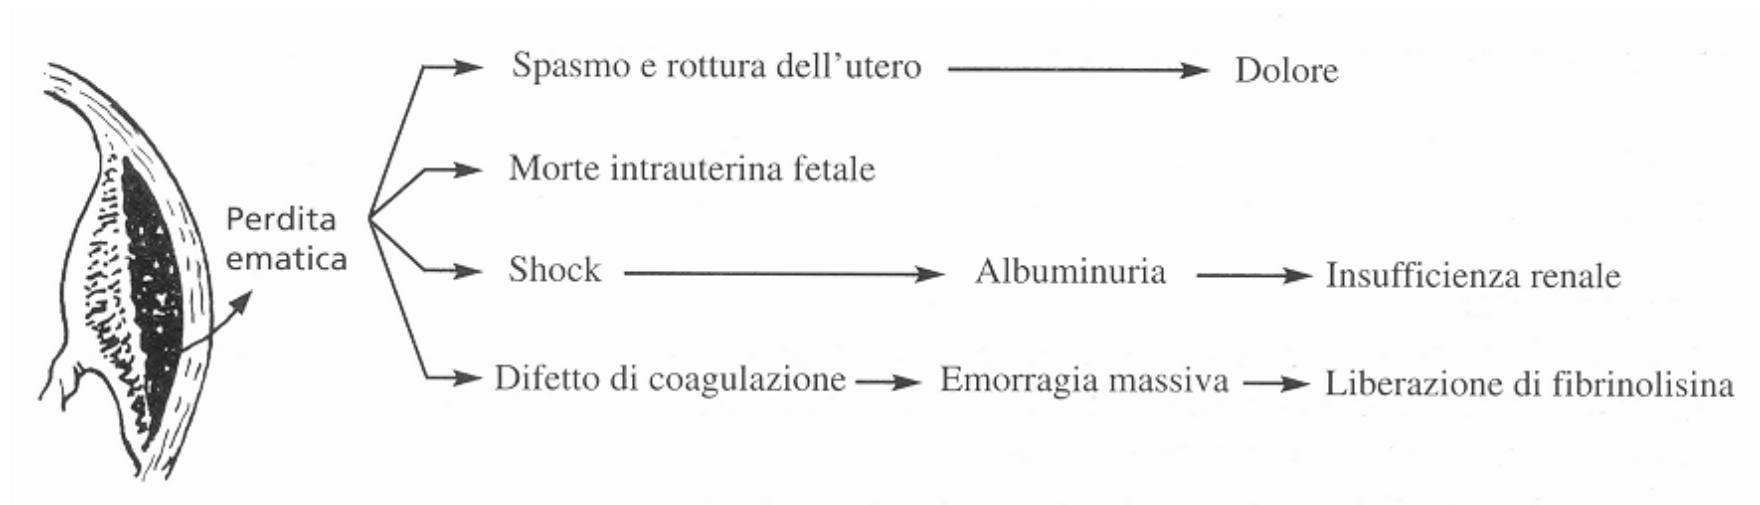 Spasmo e rottura dell'utero Dolore
Morte intrauterina fetale
Perdita
ematica
Shock Albuminuria Insufficienza renale
Difetto di coagulazione Emorragia massiva Liberazione di fibrinolisina